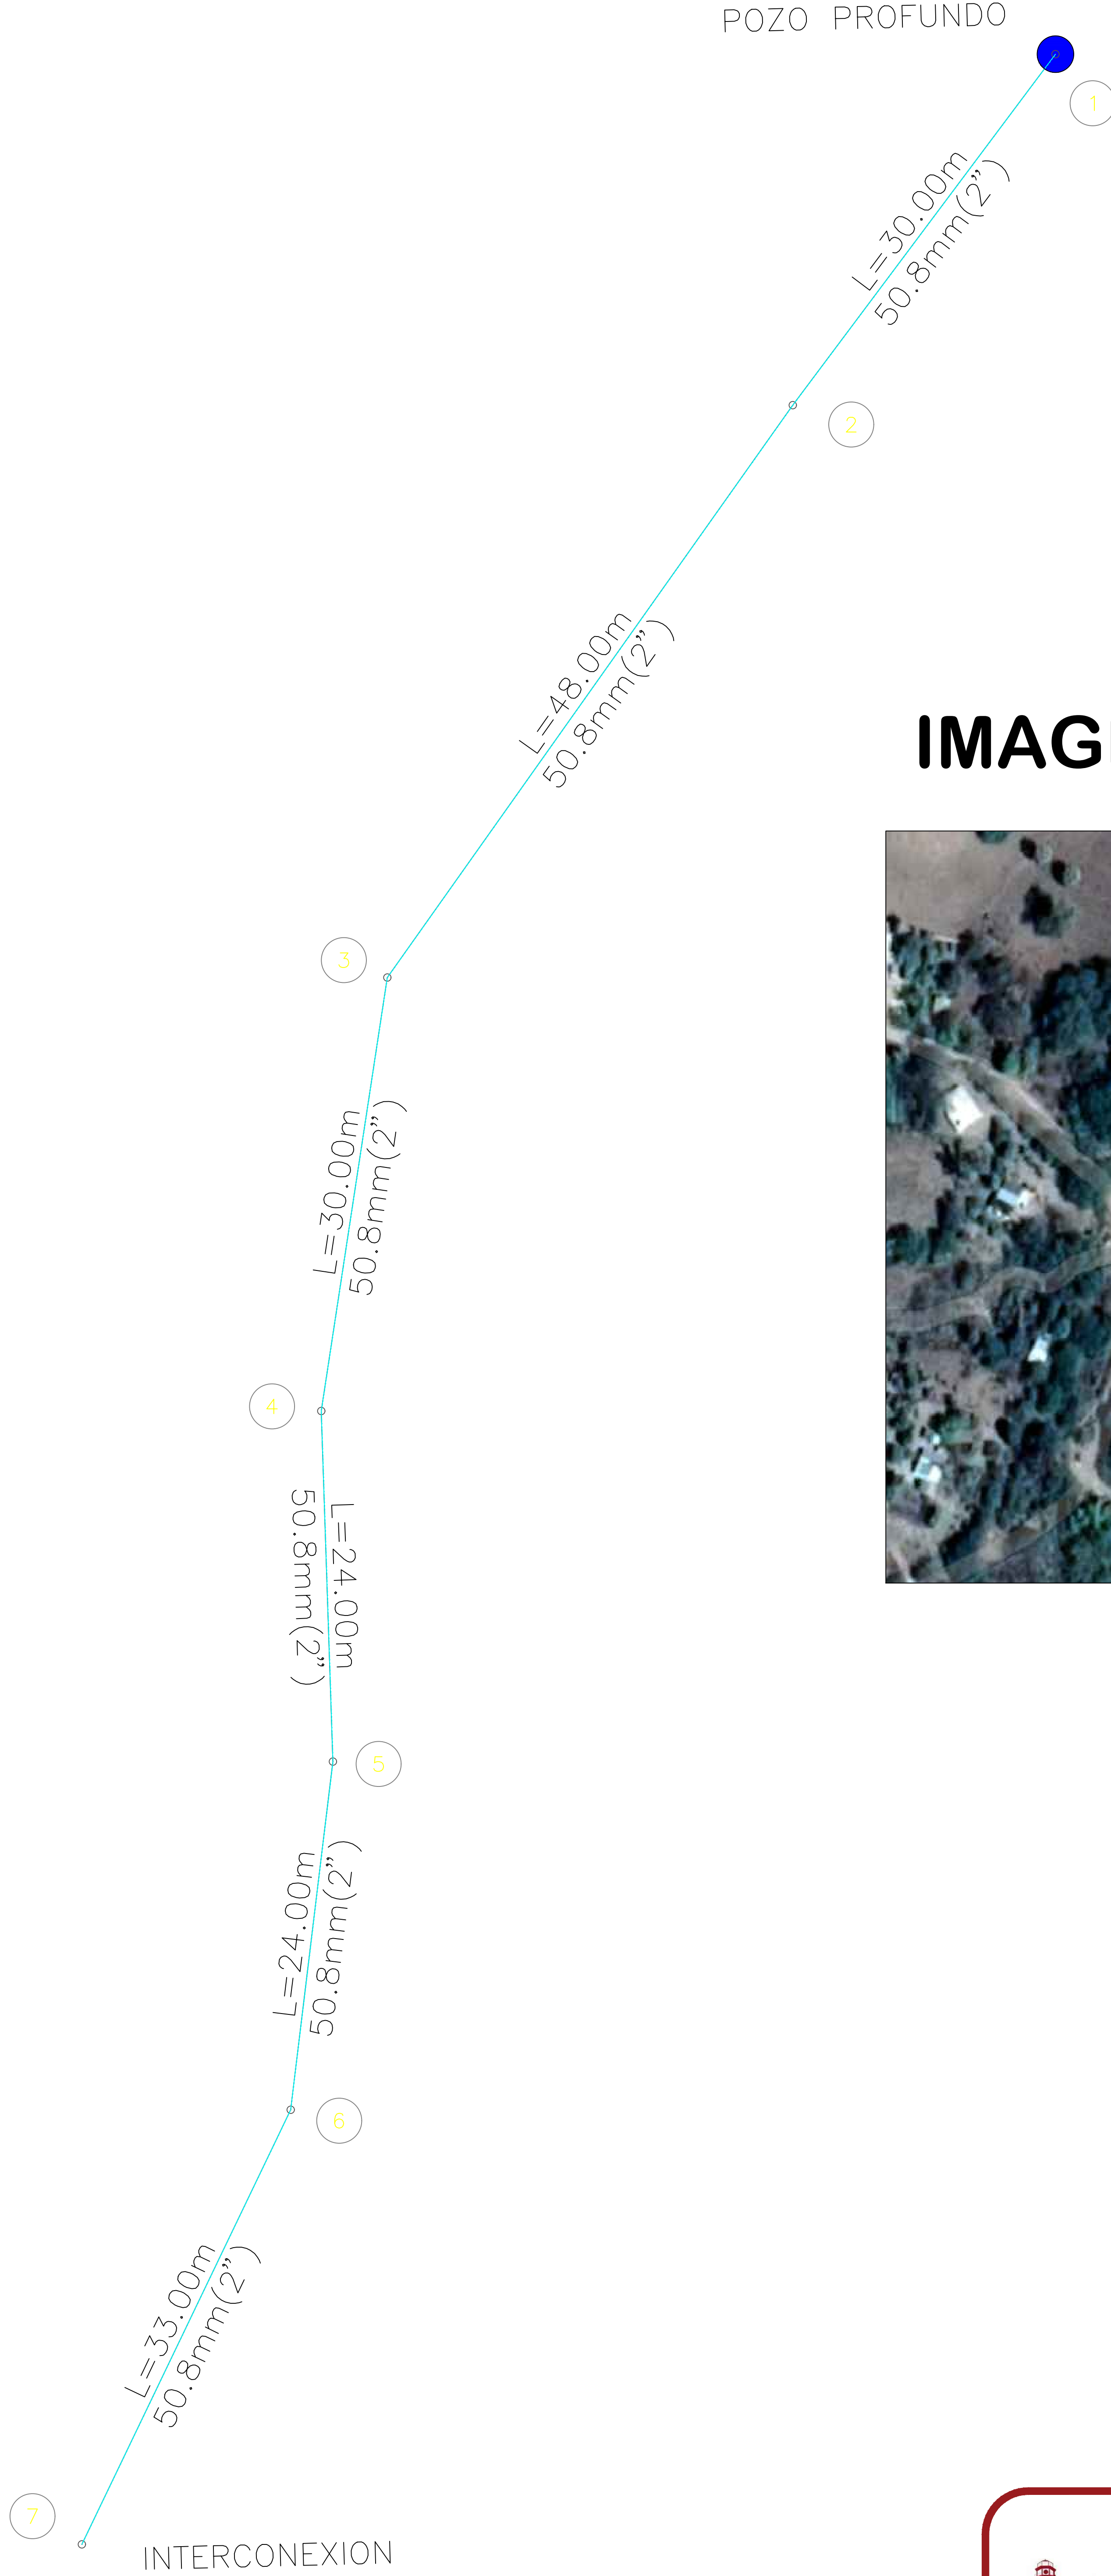 POZO PROFUNDO
1
L=30.00m
50.8mm(2")
2
L=48.00m
50.8mm(2")
IMAG
3
L=30.00m
50.8mm(2")
4
L=24.00m
50.8mm(2")
5
L=24.00m
50.8mm(2")
6
L=33.00m
50.8mm(2")
7
INTERCONEXION